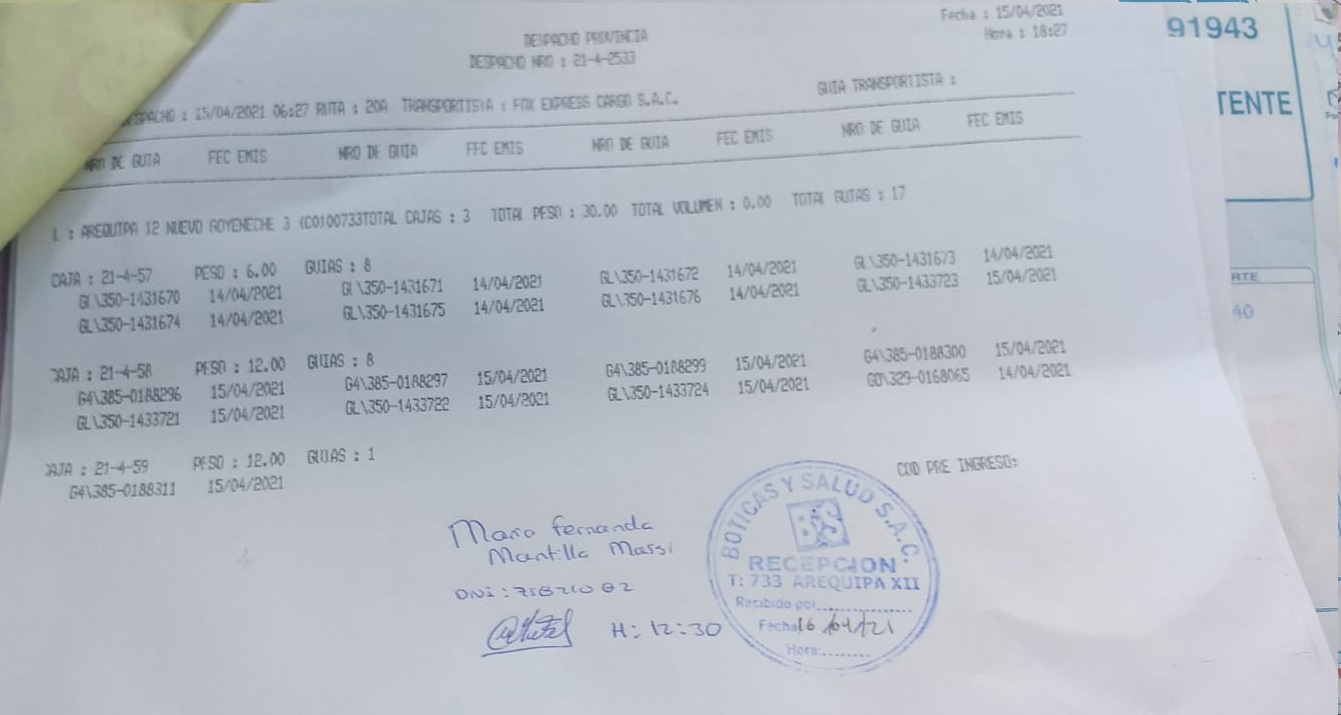 Fecha : 15/04/2021
Hora : 18:27
DESPACHO PROVINCIA
DESPACHO NRO : 21-4-2533
GUIA TRANSPORTISTA :
15/04/2021 06:27 RUTA : 20A TRANSPORTISTA : FMX EXPRESS CARGO S.A.C.
NRO DE GUIA FEC EMIS NRO DE GUIA FEC EMIS NRO DE GUIA FEC EMIS NRO DE GUIA FEC EMIS
: AREQUIPA 12 NUEVO GOYENECHE 3 (CO)00733TOTAL CAJAS : 3 TOTAL PESO : 30.00 TOTAL VOLUMEN : 0.00 TOTAL GUIAS : 17
CAJA : 21-4-57 PESO : 6.00 GUIAS : 8
GL\350-1431670 14/04/2021 GL\350-1431671 14/04/2021 GL\350-1431672 14/04/2021 GL\350-1431673 14/04/2021
GL\350-1431674 14/04/2021 GL\350-1431675 14/04/2021 GL\350-1431676 14/04/2021 GL\350-1433723 15/04/2021
CAJA : 21-4-58 PESO : 12.00 GUIAS : 8
G4\385-0188296 15/04/2021 G4\385-0188297 15/04/2021 G4\385-0188299 15/04/2021 G4\385-0188300 15/04/2021
GL\350-1433721 15/04/2021 GL\350-1433722 15/04/2021 GL\350-1433724 15/04/2021 GD\329-0168065 14/04/2021
CAJA : 21-4-59 PESO : 12.00 GUIAS : 1
G4\385-0188311 15/04/2021
COD PRE INGRESO:
Maria Fernanda
Mantilla Massi
DNI :
H: 12:30
BOTICAS Y SALUD S.A.C.
BS
RECEPCION
T: 733 AREQUIPA XII
Recibido por
Fecha 16/04/21
Hora:
91943
TENTE
RTE
40